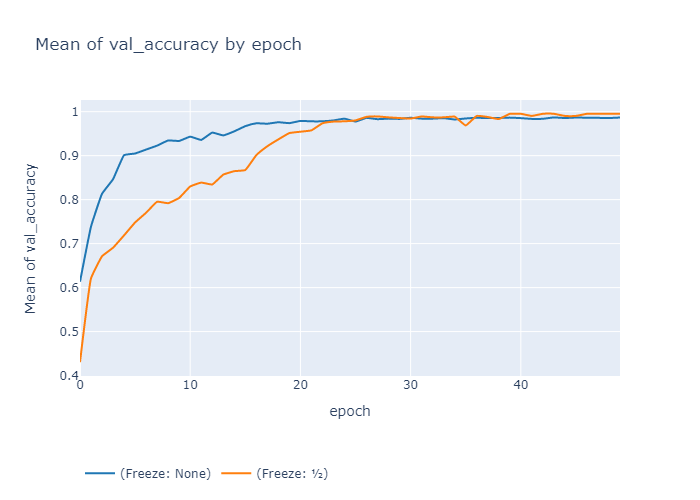 Mean of val_accuracy by epoch
Mean of val_accuracy
1
0.9
0.8
0.7
0.6
0.5
0.4
0 10 20 30 40
epoch
(Freeze: None) (Freeze: ½)